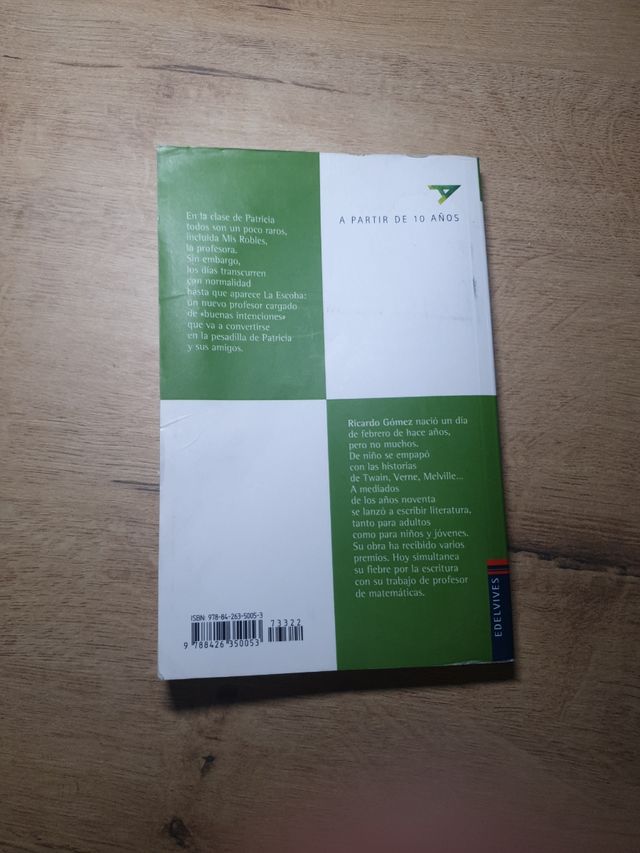 En la clase de Patricia
todos son un poco raros,
incluida Mis Robles,
la profesora.
Sin embargo,
los días transcurren
con normalidad
hasta que aparece La Escoba:
un nuevo profesor cargado
de «buenas intenciones»
que va a convertirse
en la pesadilla de Patricia
y sus amigos.
A PARTIR DE 10 AÑOS
Ricardo Gómez nació un día
de febrero de hace años,
pero no muchos.
De niño se empapó
con las historias
de Twain, Verne, Melville...
A mediados
de los años noventa
se lanzó a escribir literatura,
tanto para adultos
como para niños y jóvenes.
Su obra ha recibido varios
premios. Hoy simultanea
su fiebre por la escritura
con su trabajo de profesor
de matemáticas.
ISBN: 978-84-263-5005-3
73322
9 788426 350053
EDELVIVES